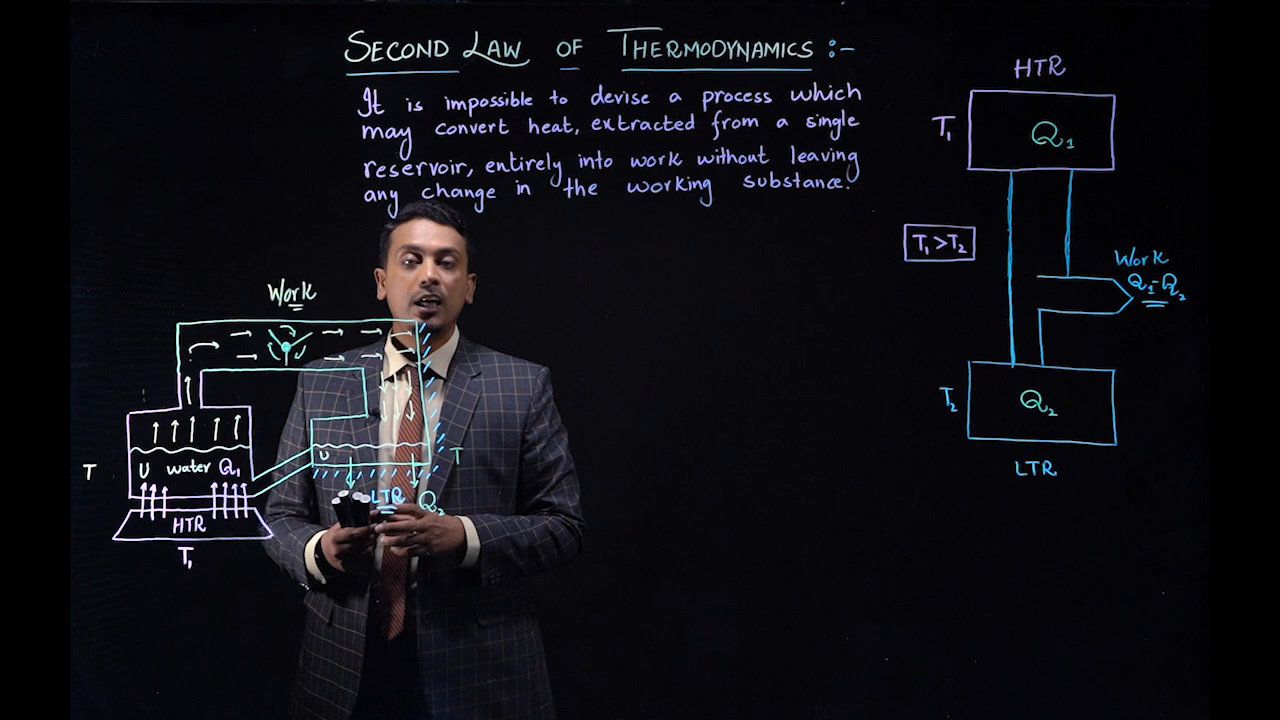 SECOND LAW OF THERMODYNAMICS :-
It is impossible to devise a process which
may convert heat, extracted from a single
reservoir, entirely into work without leaving
any change in the working substance.
Work
T
U water Q₁
HTR
T₁
U
T
LTR
Q₂
HTR
T₁
Q₁
T₁>T₂
Work
Q₁-Q₂
T₂
Q₂
LTR